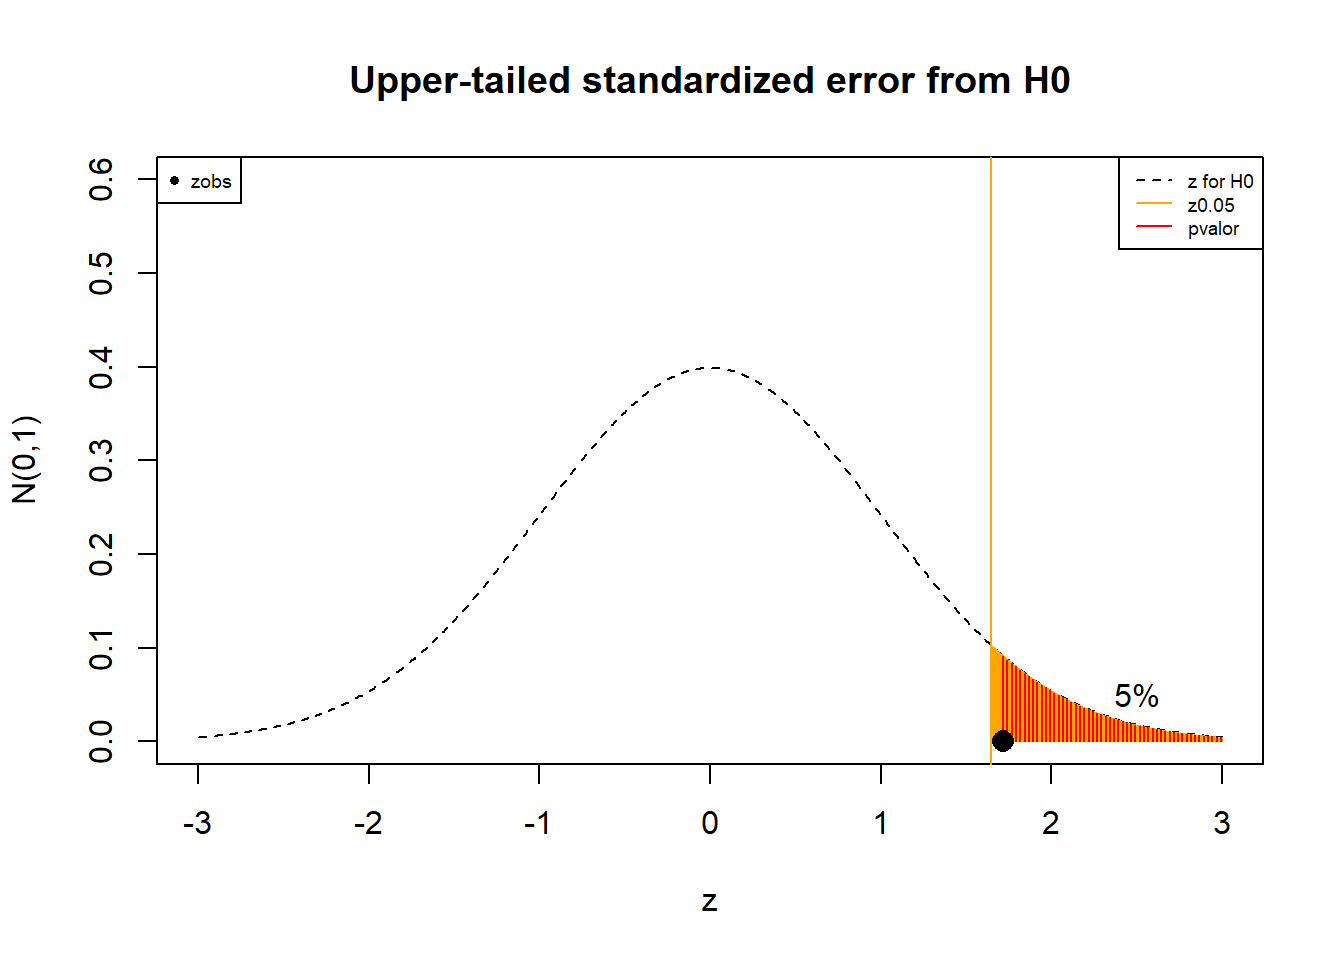 Upper-tailed standardized error from H0
zobs
z for H0
z0.05
pvalor
N(0,1)
0.6
0.5
0.4
0.3
0.2
0.1
0.0
5%
-3 -2 -1 0 1 2 3
z